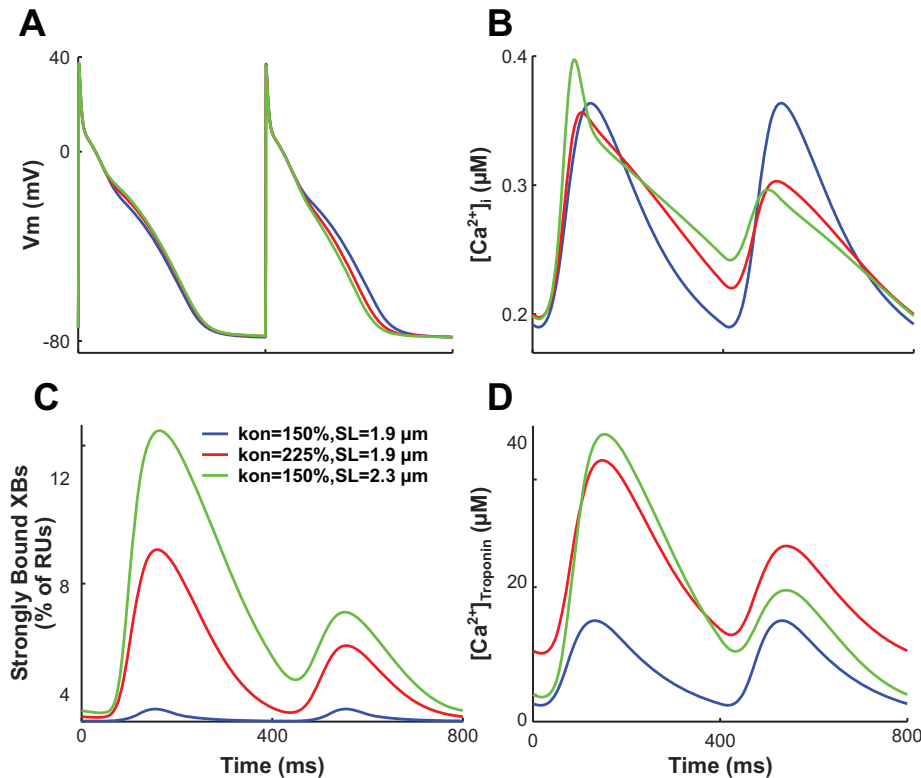 A
40
0
-80
Vm (mV)
B
0.4
0.3
0.2
[Ca²⁺]i (µM)
C
kon=150%,SL=1.9 µm
kon=225%,SL=1.9 µm
kon=150%,SL=2.3 µm
12
8
4
Strongly Bound XBs
(% of RUs)
0
400
800
Time (ms)
D
40
20
0
[Ca²⁺]Troponin (µM)
0
400
800
Time (ms)